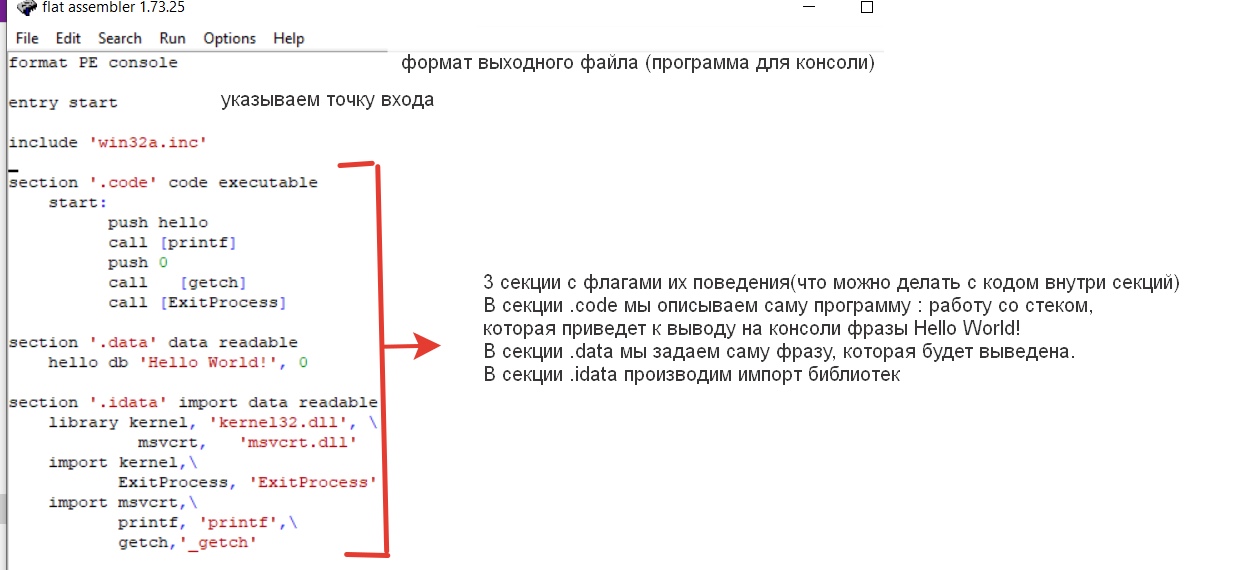 flat assembler 1.73.25
File Edit Search Run Options Help
format PE console
формат выходного файла (программа для консоли)
entry start
указываем точку входа
include 'win32a.inc'
section '.code' code executable
start:
push hello
call [printf]
push 0
call [getch]
call [ExitProcess]
section '.data' data readable
hello db 'Hello World!', 0
section '.idata' import data readable
library kernel, 'kernel32.dll', \
msvcrt, 'msvcrt.dll'
import kernel,\
ExitProcess, 'ExitProcess'
import msvcrt,\
printf, 'printf',\
getch,'_getch'
3 секции с флагами их поведения(что можно делать с кодом внутри секций)
В секции .code мы описываем саму программу : работу со стеком,
которая приведет к выводу на консоли фразы Hello World!
В секции .data мы задаем саму фразу, которая будет выведена.
В секции .idata производим импорт библиотек